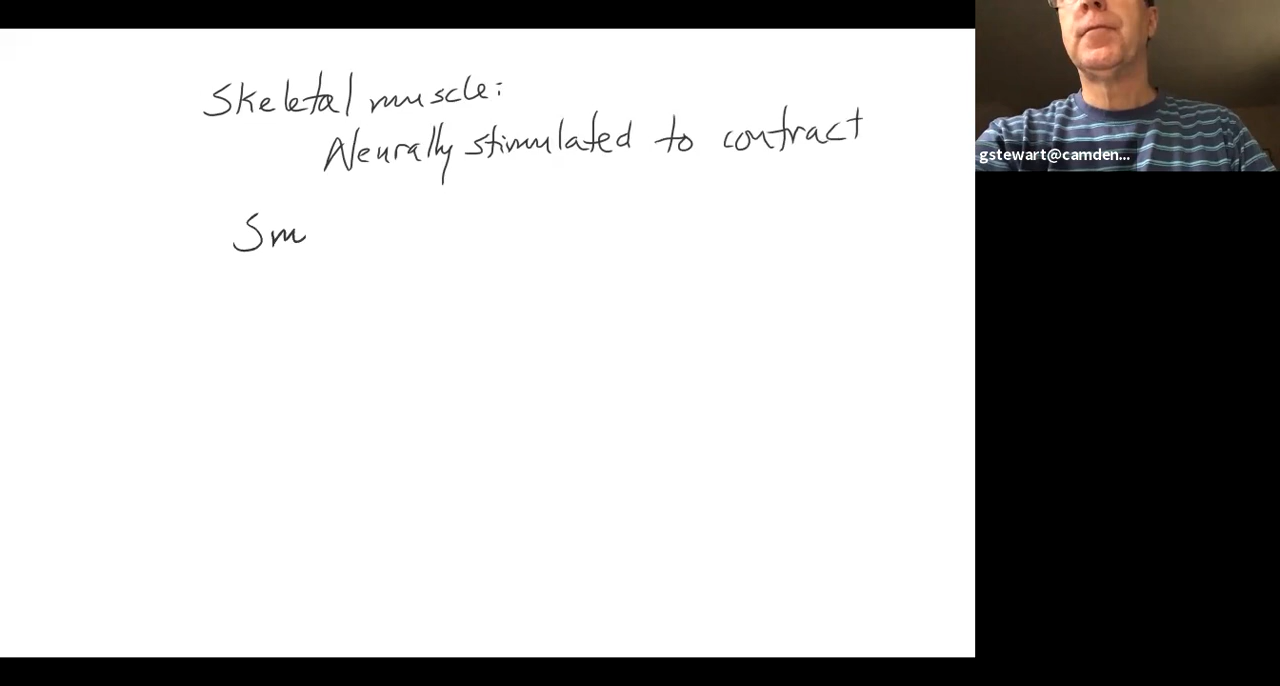 Skeletal muscle:
Neurally stimulated to contract
Sm
gstewart@camden...